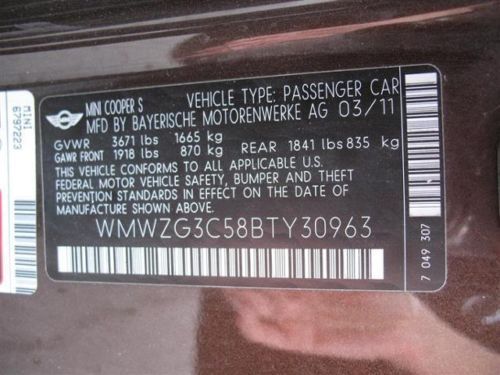 MINI COOPER S VEHICLE TYPE: PASSENGER CAR
MFD BY BAYERISCHE MOTORENWERKE AG 03/11
GVWR 3671 lbs 1665 kg
GAWR FRONT 1918 lbs 870 kg REAR 1841 lbs 835 kg
THIS VEHICLE CONFORMS TO ALL APPLICABLE U.S.
FEDERAL MOTOR VEHICLE SAFETY, BUMPER AND THEFT
PREVENTION STANDARDS IN EFFECT ON THE DATE OF
MANUFACTURE SHOWN ABOVE.
WMWZG3C58BTY30963
7 049 307
MINI
6797223